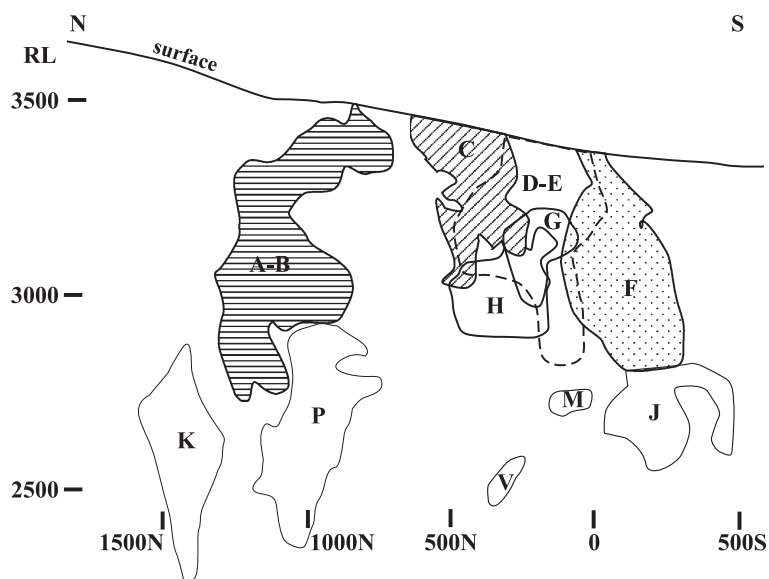 N S
RL
surface
3500
C
D-E
G
A-B
3000
F
H
M
J
P
K
V
2500
1500N 1000N 500N 0 500S